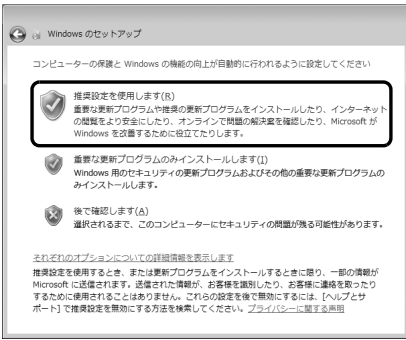 Windows のセットアップ
コンピューターの保護と Windows の機能の向上が自動的に行われるように設定してください
推奨設定を使用します(R)
重要な更新プログラムや推奨の更新プログラムをインストールしたり、インターネット
の閲覧をより安全にしたり、オンラインで問題の解決策を確認したり、Microsoft が
Windows を改善するために役立てたりします。
重要な更新プログラムのみインストールします(I)
Windows 用のセキュリティの更新プログラムおよびその他の重要な更新プログラムの
みインストールします。
後で確認します(A)
選択されるまで、このコンピューターにセキュリティの問題が残る可能性があります。
それぞれのオプションについての詳細情報を表示します
推奨設定を使用するとき、または更新プログラムをインストールするときに限り、一部の情報が
Microsoft に送信されます。送信された情報が、お客様を識別したり、お客様に連絡を取ったり
するために使用されることはありません。これらの設定を後で無効にするには、[ヘルプとサ
ポート] で推奨設定を無効にする方法を検索してください。プライバシーに関する声明